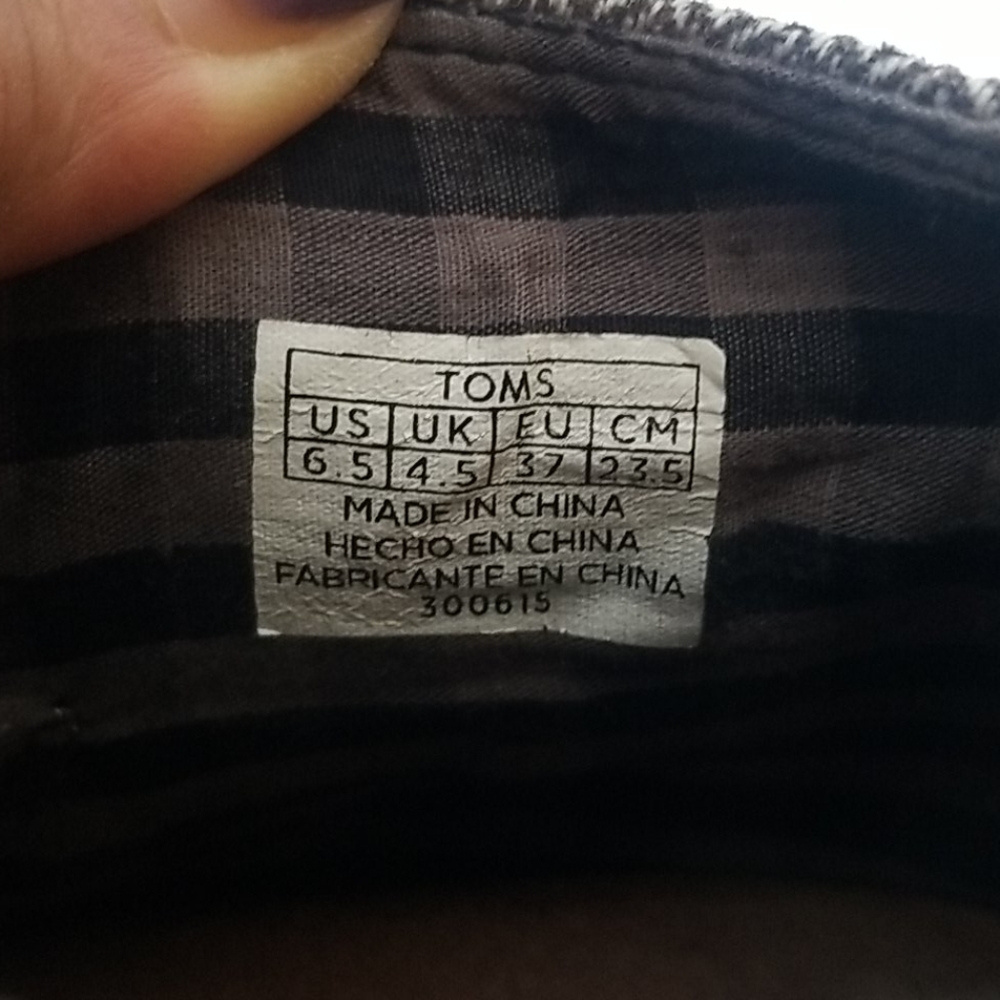 TOMS
US UK EU CM
6.5 4.5 37 23.5
MADE IN CHINA
HECHO EN CHINA
FABRICANTE EN CHINA
300615